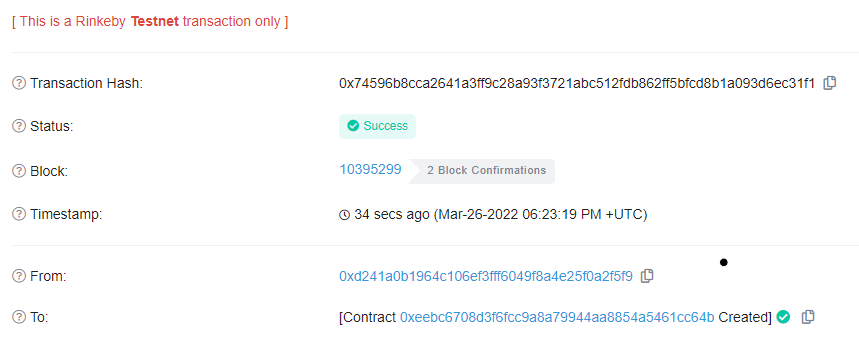 [ This is a Rinkeby Testnet transaction only ]
Transaction Hash: 0x74596b8cca2641a3ff9c28a93f3721abc512fdb862ff5bfcd8b1a093d6ec31f1
Status: Success
Block: 10395299 2 Block Confirmations
Timestamp: 34 secs ago (Mar-26-2022 06:23:19 PM +UTC)
From: 0xd241a0b1964c106ef3fff6049f8a4e25f0a2f5f9
To: [Contract 0xeebc6708d3f6fcc9a8a79944aa8854a5461cc64b Created]